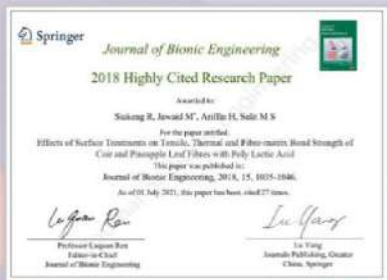 Springer
Journal of Bionic Engineering
2018 Highly Cited Research Paper
Awarded to:
Siakeng R, Jawaid M*, Ariffin H, Salit M S
For the paper entitled:
Effects of Surface Treatments on Tensile, Thermal and Fibre-matrix Bond Strength of
Coir and Pineapple Leaf Fibres with Poly Lactic Acid
This paper was published in:
Journal of Bionic Engineering, 2018, 15, 1035-1046.
As of 01 July 2021, this paper has been cited 27 times.
Professor Luquan Ren
Editor-in-Chief
Journal of Bionic Engineering
Lu Yang
Journals Publishing, Greater
China, Springer